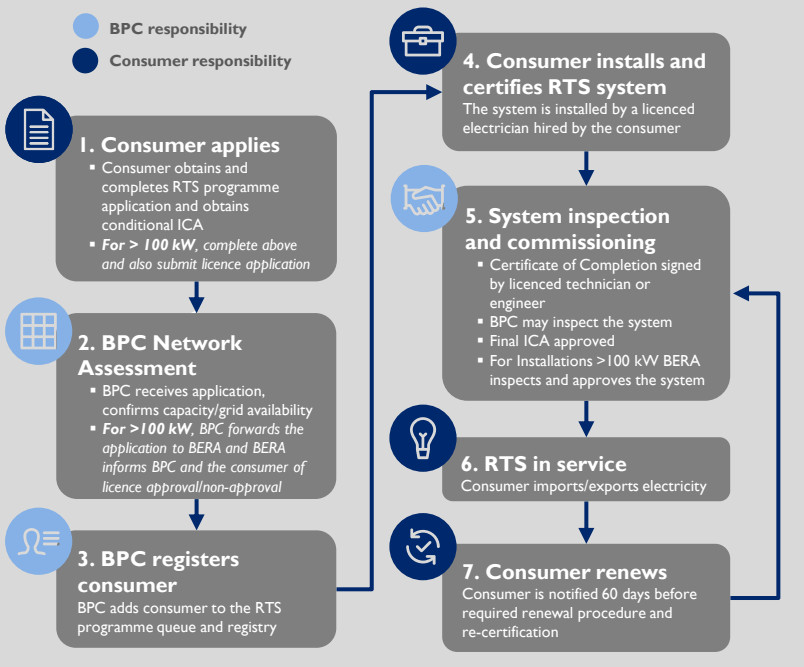 BPC responsibility
Consumer responsibility
1. Consumer applies
▪ Consumer obtains and
completes RTS programme
application and obtains
conditional ICA
▪ For > 100 kW, complete above
and also submit licence application
2. BPC Network
Assessment
▪ BPC receives application,
confirms capacity/grid availability
▪ For >100 kW, BPC forwards the
application to BERA and BERA
informs BPC and the consumer of
licence approval/non-approval
3. BPC registers
consumer
BPC adds consumer to the RTS
programme queue and registry
4. Consumer installs and
certifies RTS system
The system is installed by a licenced
electrician hired by the consumer
5. System inspection
and commissioning
▪ Certificate of Completion signed
by licenced technician or
engineer
▪ BPC may inspect the system
▪ Final ICA approved
▪ For Installations >100 kW BERA
inspects and approves the system
6. RTS in service
Consumer imports/exports electricity
7. Consumer renews
Consumer is notified 60 days before
required renewal procedure and
re-certification